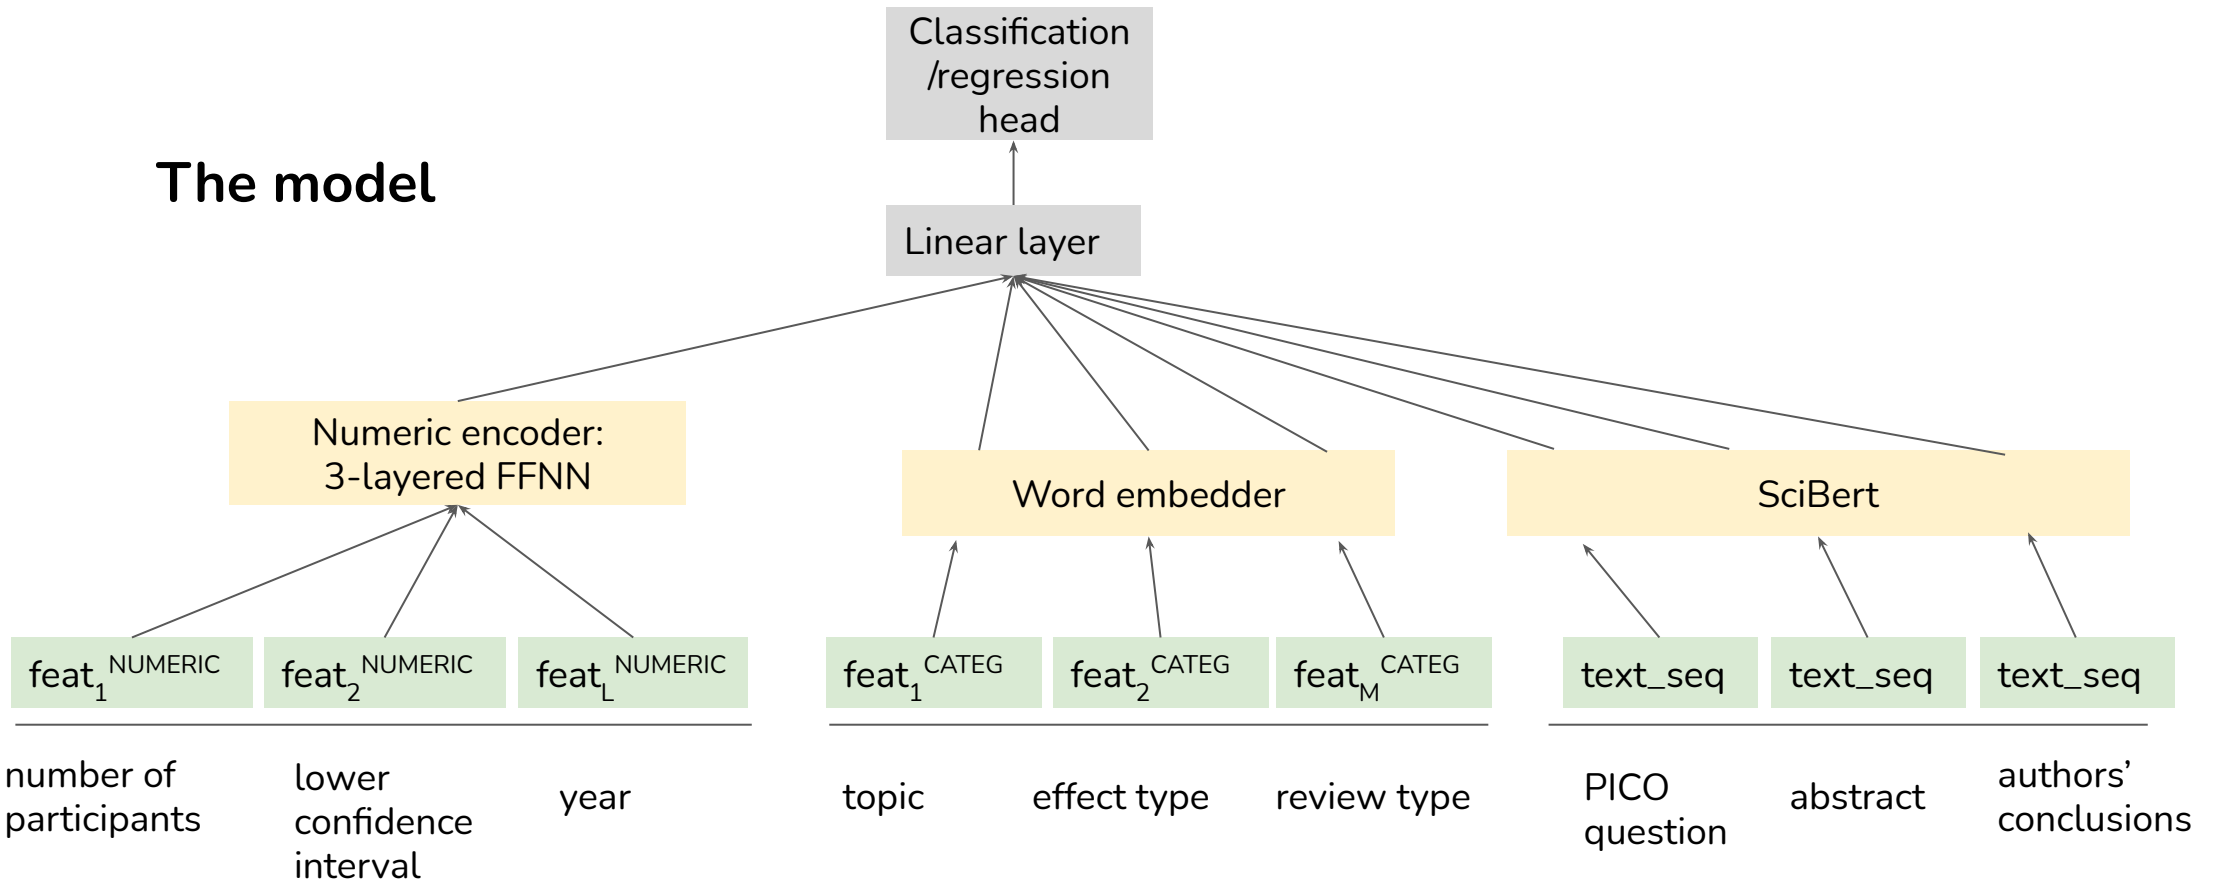 Classification
/regression
head
The model
Linear layer
Numeric encoder:
3-layered FFNN
Word embedder
SciBert
feat1NUMERIC
feat2NUMERIC
featLNUMERIC
feat1CATEG
feat2CATEG
featMCATEG
text_seq
text_seq
text_seq
number of
participants
lower
confidence
interval
year
topic
effect type
review type
PICO
question
abstract
authors’
conclusions